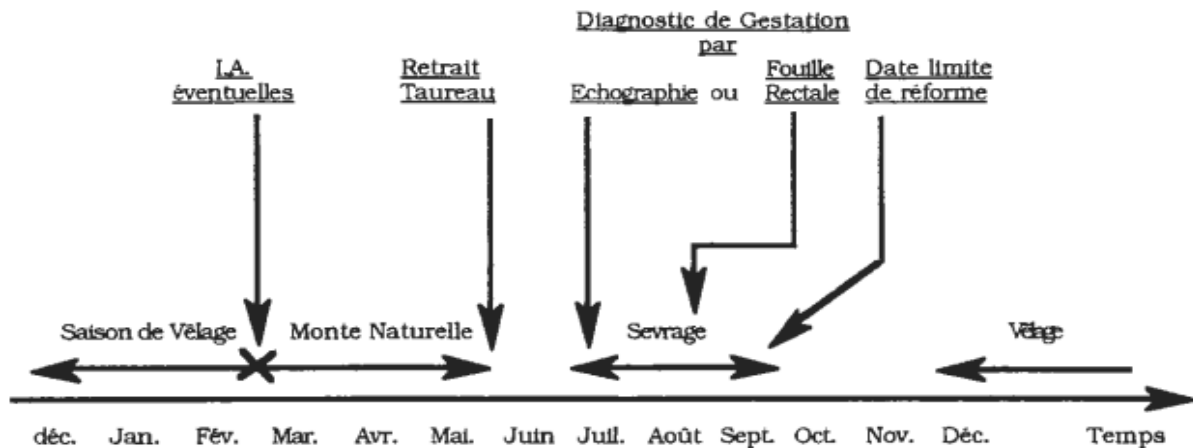 Diagnostic de Gestation
par
I.A.
éventuelles
Retrait
Taureau
Echographie ou
Fouille
Rectale
Date limite
de réforme
Saison de Vêlage
Monte Naturelle
Sevrage
Vêlage
déc. Jan. Fév. Mar. Avr. Mai. Juin Juil. Août Sept. Oct. Nov. Déc. Temps